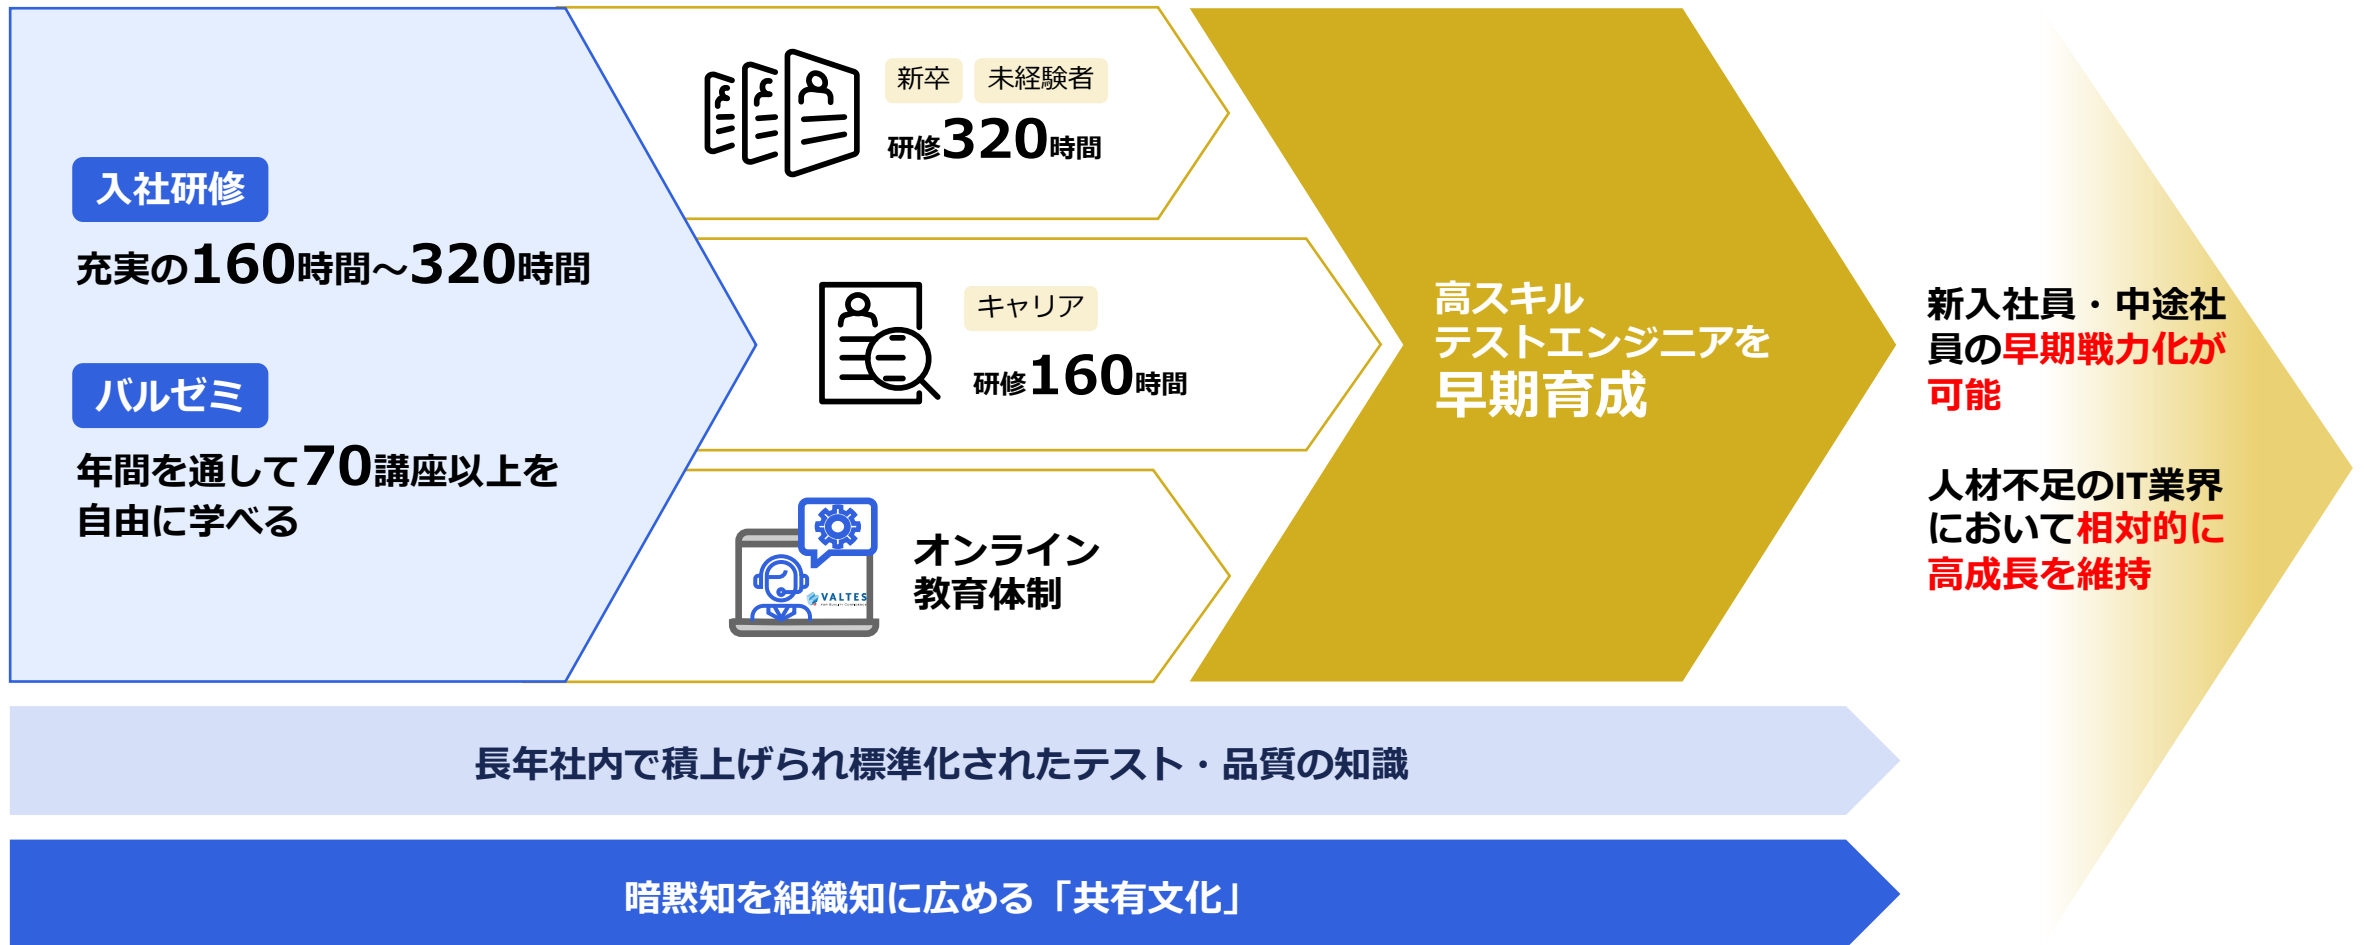 入社研修
充実の160時間～320時間
バルゼミ
年間を通して70講座以上を
自由に学べる
新卒 未経験者
研修320時間
キャリア
研修160時間
VALTES
FOR QUALITY CONFIDENCE
オンライン
教育体制
高スキル
テストエンジニアを
早期育成
新入社員・中途社
員の早期戦力化が
可能
人材不足のIT業界
において相対的に
高成長を維持
長年社内で積上げられ標準化されたテスト・品質の知識
暗黙知を組織知に広める「共有文化」